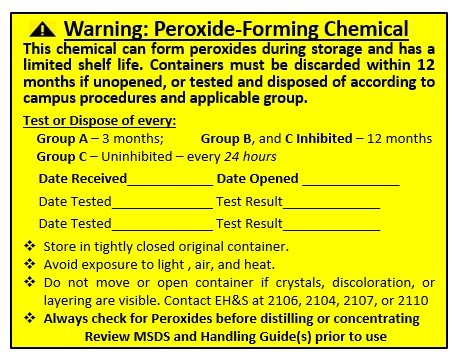 Warning: Peroxide-Forming Chemical
This chemical can form peroxides during storage and has a
limited shelf life. Containers must be discarded within 12
months if unopened, or tested and disposed of according to
campus procedures and applicable group.
Test or Dispose of every:
Group A – 3 months; Group B, and C Inhibited – 12 months
Group C – Uninhibited – every 24 hours
Date Received______________ Date Opened ______________
Date Tested______________ Test Result______________
Date Tested______________ Test Result______________
❖ Store in tightly closed original container.
❖ Avoid exposure to light , air, and heat.
❖ Do not move or open container if crystals, discoloration, or
layering are visible. Contact EH&S at 2106, 2104, 2107, or 2110
❖ Always check for Peroxides before distilling or concentrating
Review MSDS and Handling Guide(s) prior to use